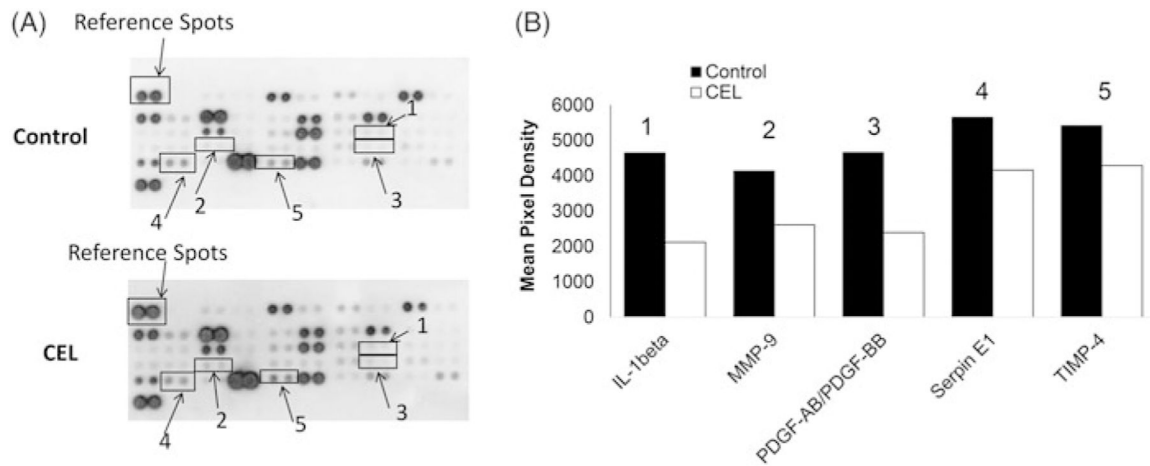 (A)
Reference Spots
1
Control
4
2
5
3
Reference Spots
1
CEL
4
2
5
3
(B)
Control
CEL
Mean Pixel Density
6000
5000
4000
3000
2000
1000
0
1
2
3
4
5
IL-1beta
MMP-9
PDGF-AB/PDGF-BB
Serpin E1
TIMP-4